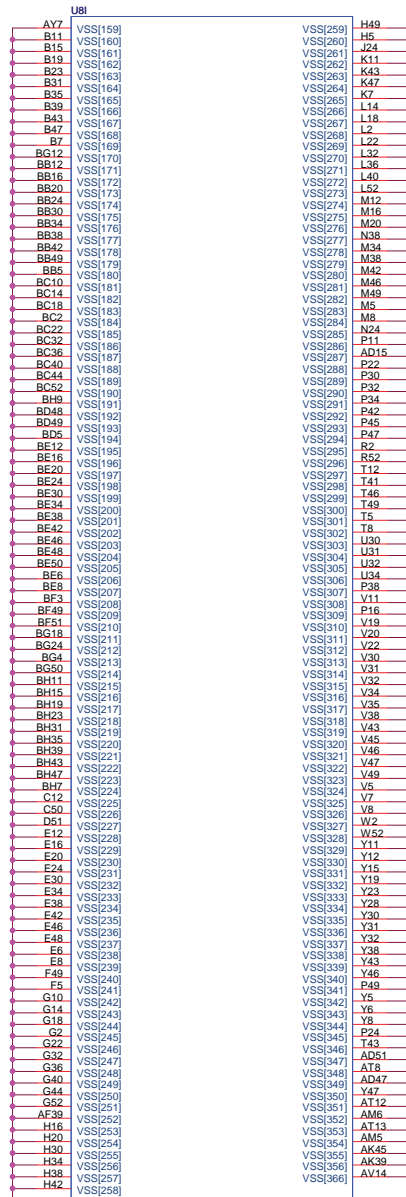 U8I
AY7 VSS[159] VSS[259] H49
B11 VSS[160] VSS[260] H5
B15 VSS[161] VSS[261] J24
B19 VSS[162] VSS[262] K11
B23 VSS[163] VSS[263] K43
B31 VSS[164] VSS[264] K47
B35 VSS[165] VSS[265] K7
B39 VSS[166] VSS[266] L14
B43 VSS[167] VSS[267] L18
B47 VSS[168] VSS[268] L2
B7 VSS[169] VSS[269] L22
BG12 VSS[170] VSS[270] L32
BB12 VSS[171] VSS[271] L36
BB16 VSS[172] VSS[272] L40
BB20 VSS[173] VSS[273] L52
BB24 VSS[174] VSS[274] M12
BB30 VSS[175] VSS[275] M16
BB34 VSS[176] VSS[276] M20
BB38 VSS[177] VSS[277] N38
BB42 VSS[178] VSS[278] M34
BB49 VSS[179] VSS[279] M38
BB5 VSS[180] VSS[280] M42
BC10 VSS[181] VSS[281] M46
BC14 VSS[182] VSS[282] M49
BC18 VSS[183] VSS[283] M5
BC2 VSS[184] VSS[284] M8
BC22 VSS[185] VSS[285] N24
BC32 VSS[186] VSS[286] P11
BC36 VSS[187] VSS[287] AD15
BC40 VSS[188] VSS[288] P22
BC44 VSS[189] VSS[289] P30
BC52 VSS[190] VSS[290] P32
BH9 VSS[191] VSS[291] P34
BD48 VSS[192] VSS[292] P42
BD49 VSS[193] VSS[293] P45
BD5 VSS[194] VSS[294] P47
BE12 VSS[195] VSS[295] R2
BE16 VSS[196] VSS[296] R52
BE20 VSS[197] VSS[297] T12
BE24 VSS[198] VSS[298] T41
BE30 VSS[199] VSS[299] T46
BE34 VSS[200] VSS[300] T49
BE38 VSS[201] VSS[301] T5
BE42 VSS[202] VSS[302] T8
BE46 VSS[203] VSS[303] U30
BE48 VSS[204] VSS[304] U31
BE50 VSS[205] VSS[305] U32
BE6 VSS[206] VSS[306] U34
BE8 VSS[207] VSS[307] P38
BF3 VSS[208] VSS[308] V11
BF49 VSS[209] VSS[309] P16
BF51 VSS[210] VSS[310] V19
BG18 VSS[211] VSS[311] V20
BG24 VSS[212] VSS[312] V22
BG4 VSS[213] VSS[313] V30
BG50 VSS[214] VSS[314] V31
BH11 VSS[215] VSS[315] V32
BH15 VSS[216] VSS[316] V34
BH19 VSS[217] VSS[317] V35
BH23 VSS[218] VSS[318] V38
BH31 VSS[219] VSS[319] V43
BH35 VSS[220] VSS[320] V45
BH39 VSS[221] VSS[321] V46
BH43 VSS[222] VSS[322] V47
BH47 VSS[223] VSS[323] V49
BH7 VSS[224] VSS[324] V5
C12 VSS[225] VSS[325] V7
C50 VSS[226] VSS[326] V8
D51 VSS[227] VSS[327] W2
E12 VSS[228] VSS[328] W52
E16 VSS[229] VSS[329] Y11
E20 VSS[230] VSS[330] Y12
E24 VSS[231] VSS[331] Y15
E30 VSS[232] VSS[332] Y19
E34 VSS[233] VSS[333] Y23
E38 VSS[234] VSS[334] Y28
E42 VSS[235] VSS[335] Y30
E46 VSS[236] VSS[336] Y31
E48 VSS[237] VSS[337] Y32
E6 VSS[238] VSS[338] Y38
E8 VSS[239] VSS[339] Y43
F49 VSS[240] VSS[340] Y46
F5 VSS[241] VSS[341] P49
G10 VSS[242] VSS[342] Y5
G14 VSS[243] VSS[343] Y6
G18 VSS[244] VSS[344] Y8
G2 VSS[245] VSS[345] P24
G22 VSS[246] VSS[346] T43
G32 VSS[247] VSS[347] AD51
G36 VSS[248] VSS[348] AT8
G40 VSS[249] VSS[349] AD47
G44 VSS[250] VSS[350] Y47
G52 VSS[251] VSS[351] AT12
AF39 VSS[252] VSS[352] AM6
H16 VSS[253] VSS[353] AT13
H20 VSS[254] VSS[354] AM5
H30 VSS[255] VSS[355] AK45
H34 VSS[256] VSS[356] AK39
H38 VSS[257] VSS[366] AV14
H42 VSS[258]